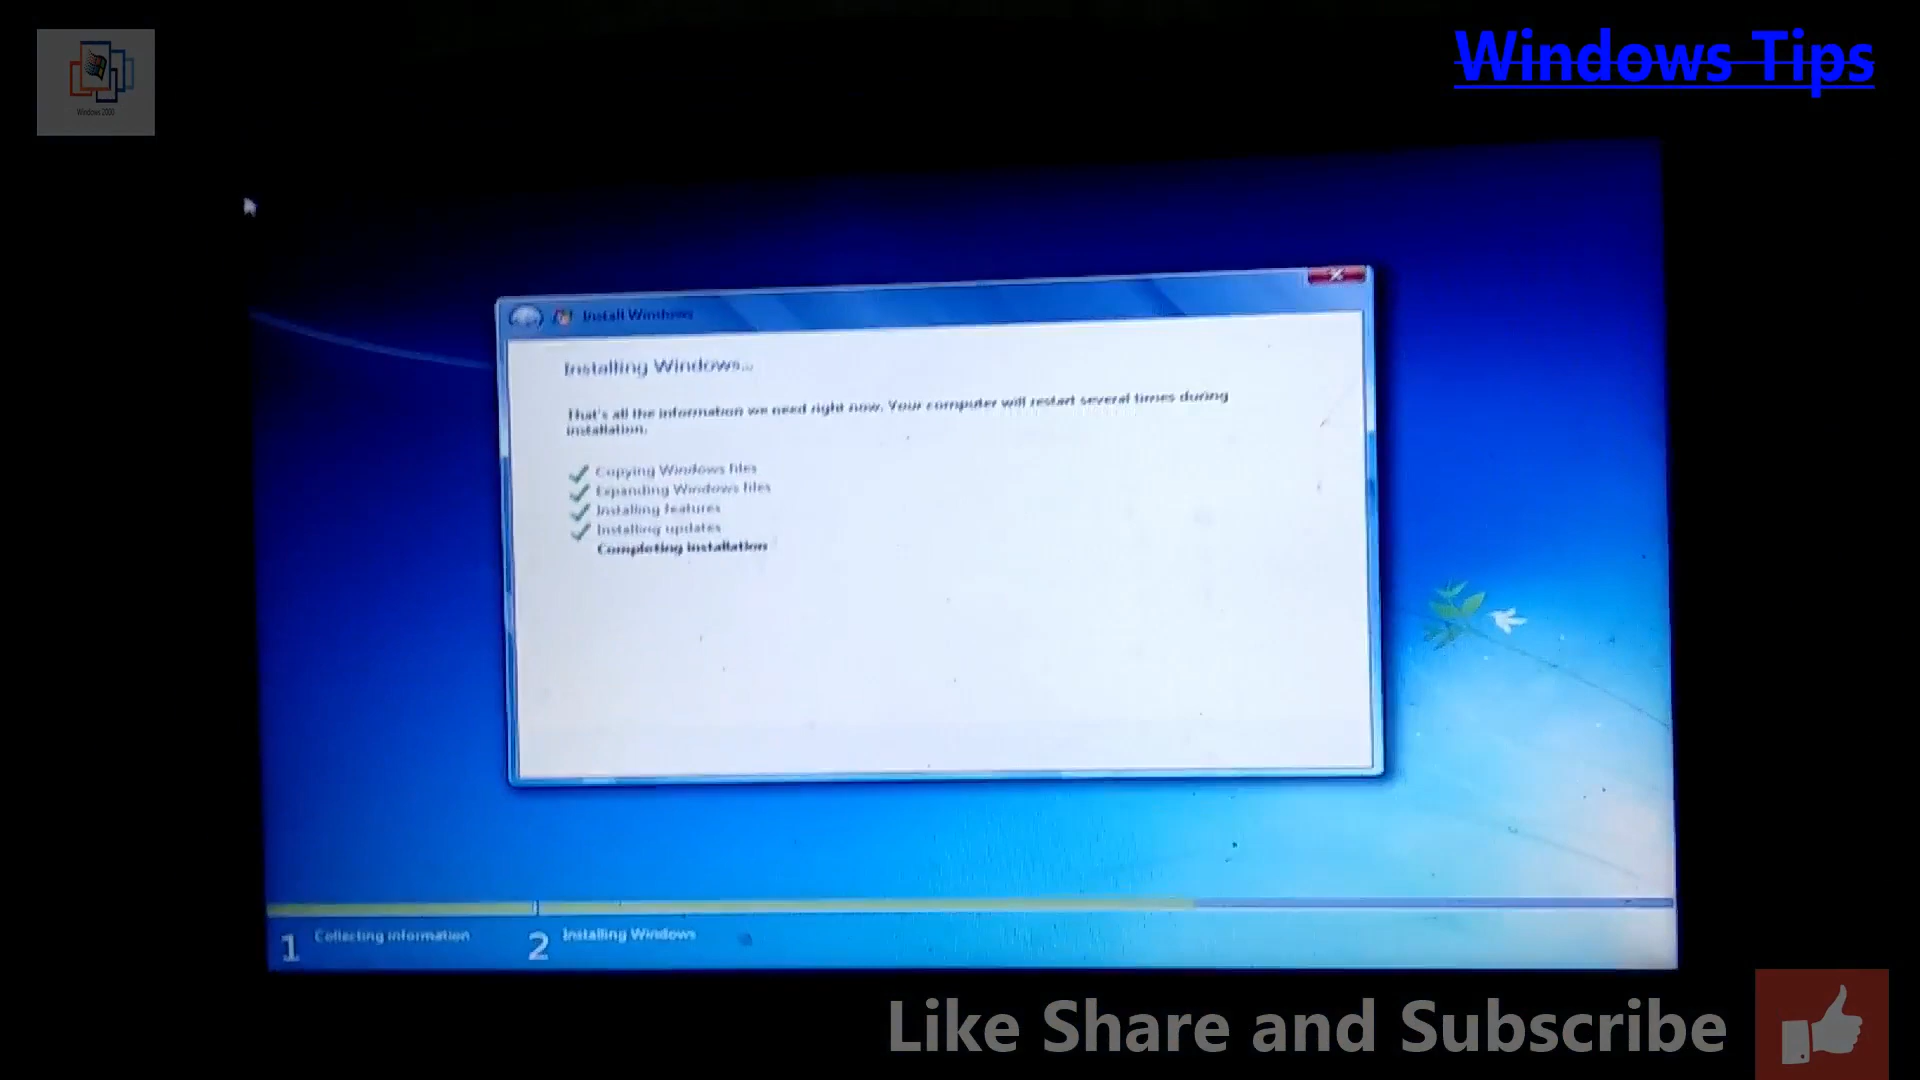 Windows Tips
Windows 2000
Install Windows
Installing Windows...
That's all the information we need right now. Your computer will restart several times during
installation.
Copying Windows files
Expanding Windows files
Installing features
Installing updates
Completing installation
1 Collecting information
2 Installing Windows
Like Share and Subscribe